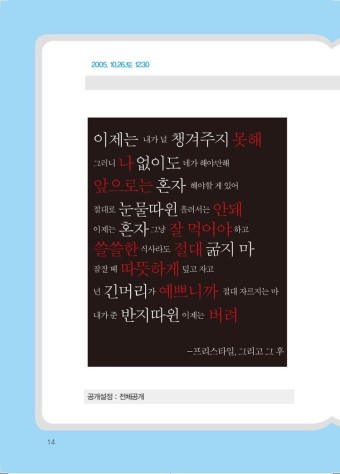 2005. 10.26.토 12:30
이제는 내가 널 챙겨주지 못해
그러니 나 없이도 네가 해야만해
앞으로는 혼자 해야할 게 있어
절대로 눈물따윈 흘려서는 안돼
이제는 혼자 그냥 잘 먹어야 하고
쓸쓸한 식사라도 절대 굶지 마
잠잘 때 따뜻하게 덮고 자고
넌 긴머리가 예쁘니까 절대 자르지는 마
내가 준 반지따윈 이제는 버려
-프리스타일, 그리고 그 후
공개설정 : 전체공개
14